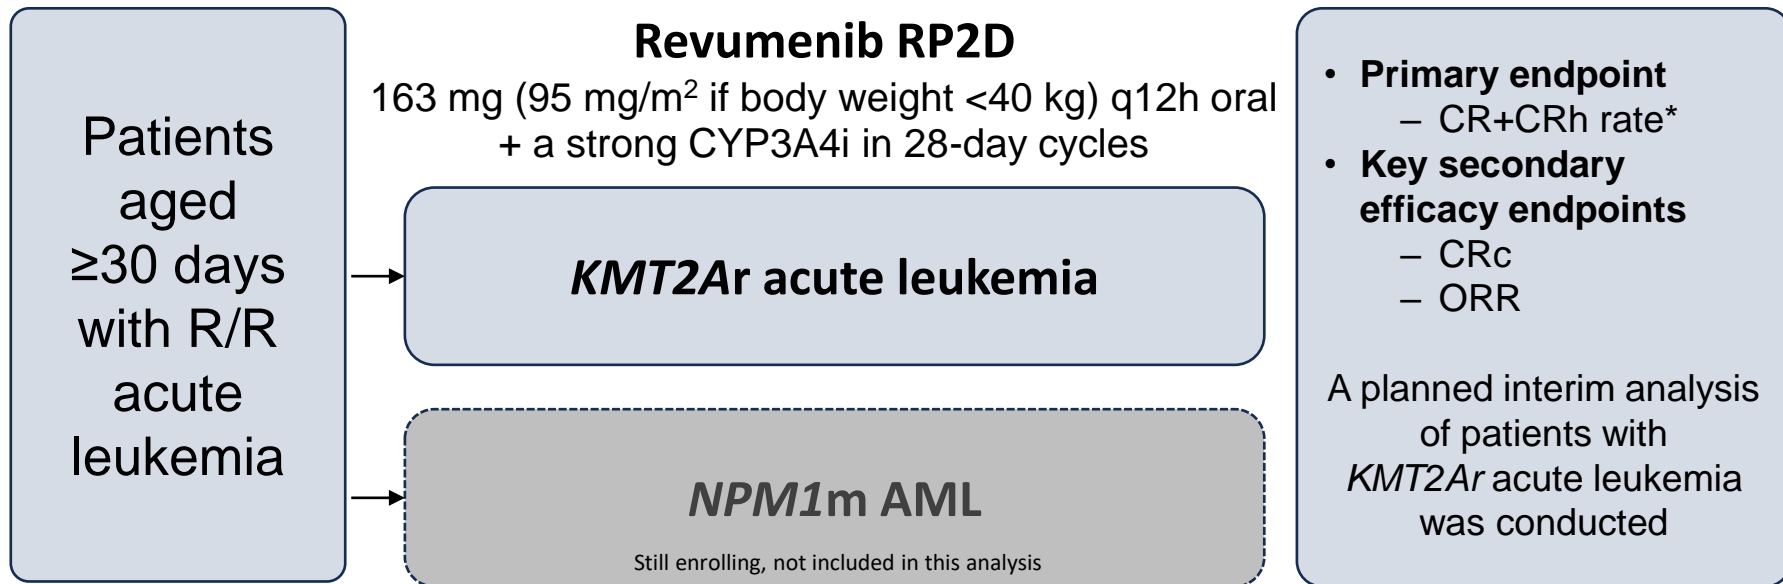 Patients
aged
≥30 days
with R/R
acute
leukemia
Revumenib RP2D
163 mg (95 mg/m² if body weight <40 kg) q12h oral
+ a strong CYP3A4i in 28-day cycles
KMT2Ar acute leukemia
NPM1m AML
Still enrolling, not included in this analysis
• Primary endpoint
– CR+CRh rate*
• Key secondary
efficacy endpoints
– CRc
– ORR
A planned interim analysis
of patients with
KMT2Ar acute leukemia
was conducted